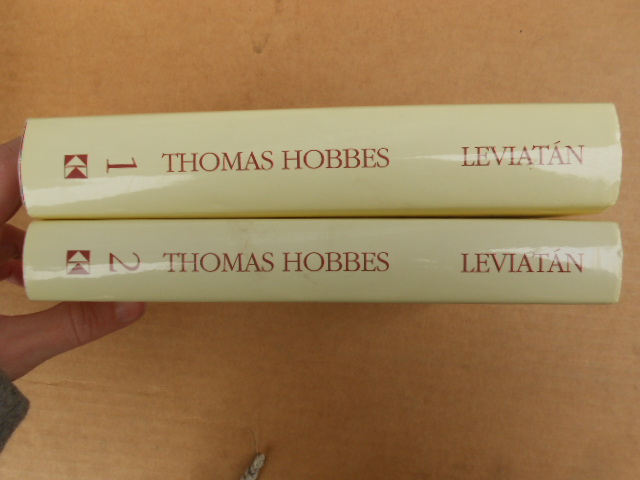 1 THOMAS HOBBES LEVIATÁN
2 THOMAS HOBBES LEVIATÁN